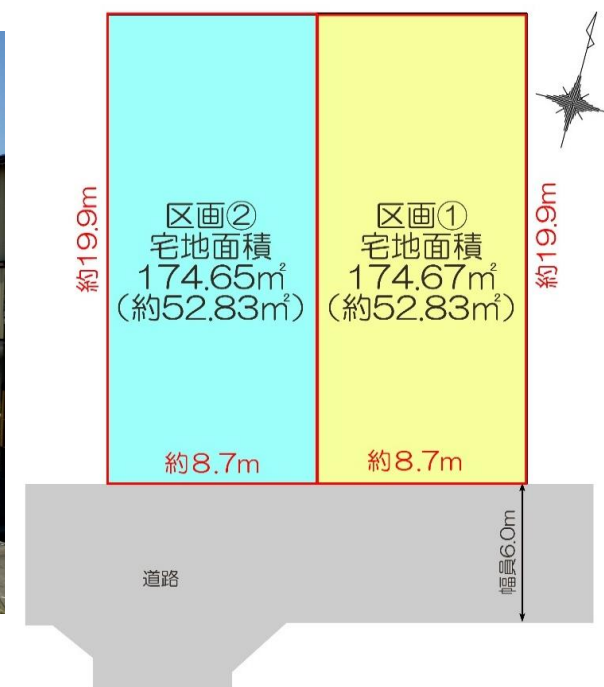 区画②
宅地面積
174.65㎡
(約52.83㎡)
区画①
宅地面積
174.67㎡
(約52.83㎡)
約19.9m
約19.9m
約8.7m
約8.7m
幅員6.0m
道路